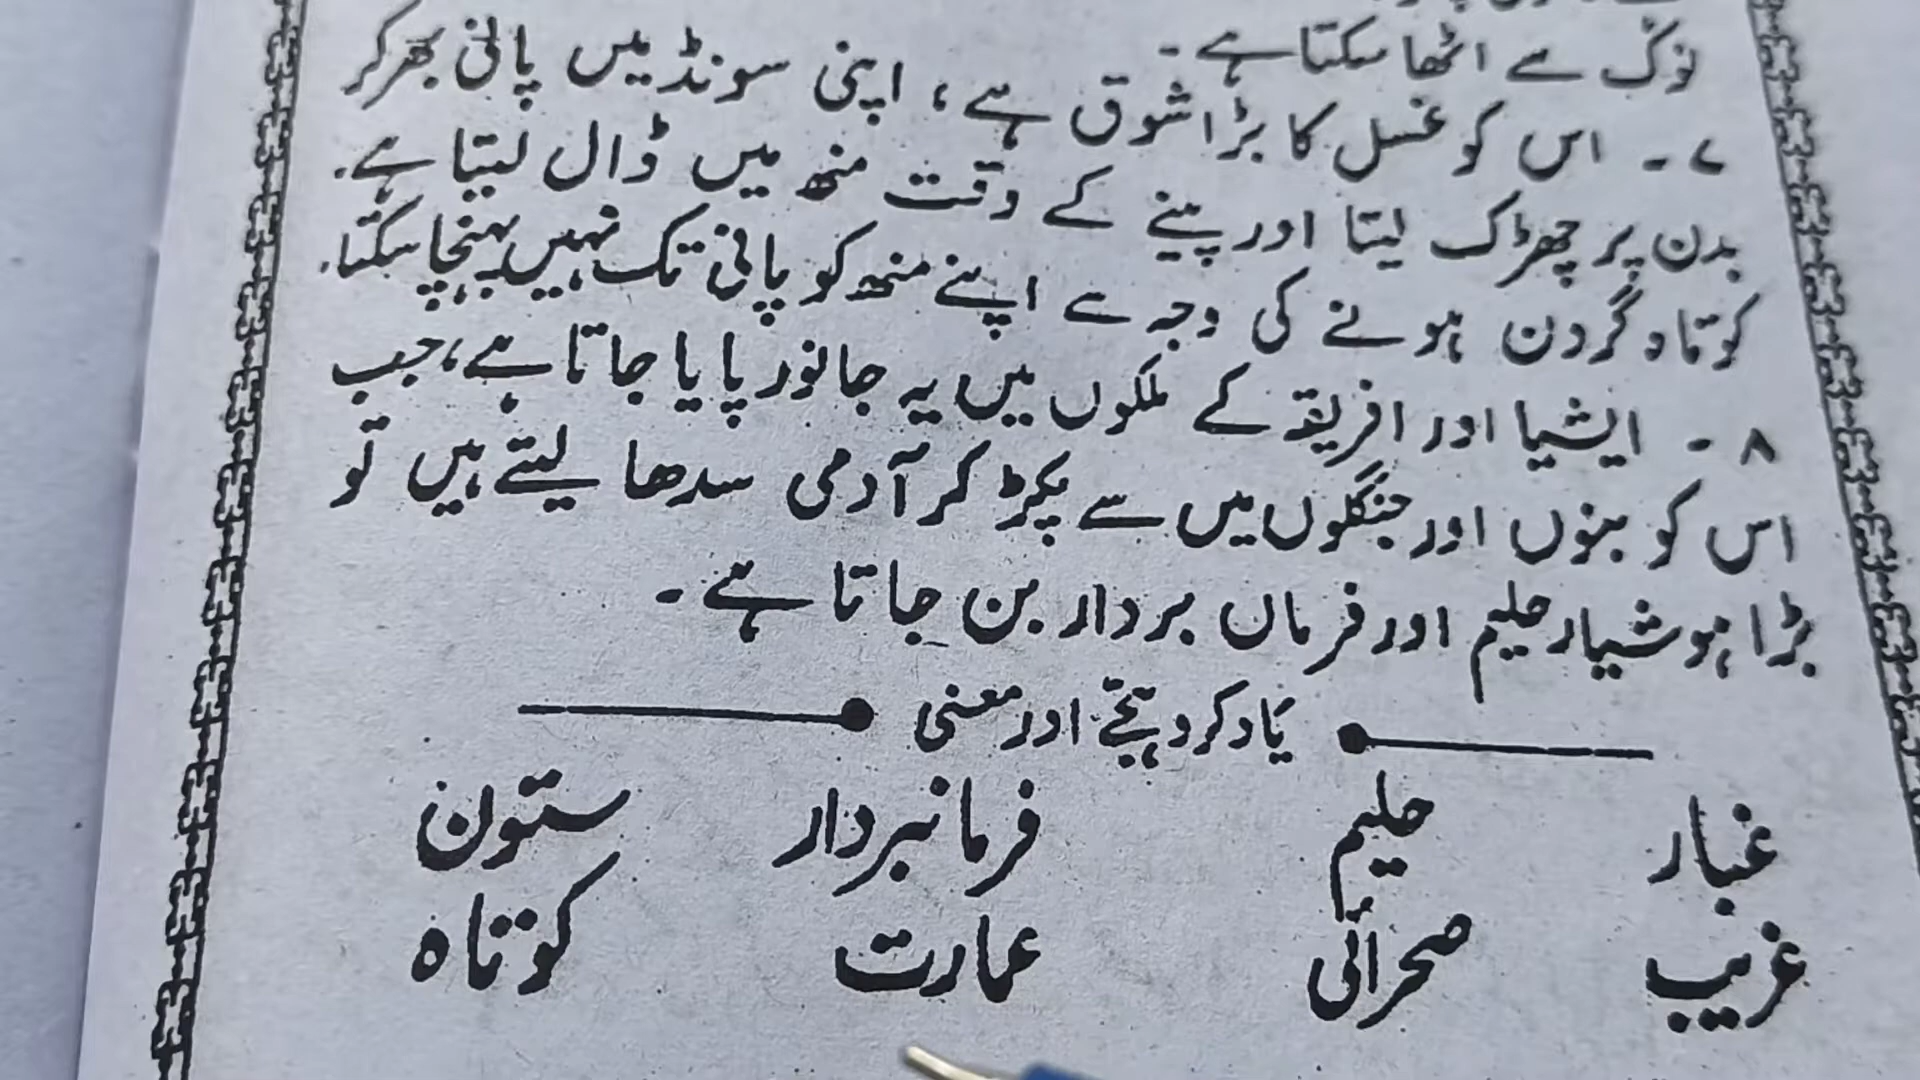 نوک سے اٹھا سکتا ہے۔
۷۔ اس کو غسل کا بڑا شوق ہے، اپنی سونڈ میں پانی بھر کر
بدن پر چھڑک لیتا اور پینے کے وقت منھ میں ڈال لیتا ہے۔
کوتاہ گردن ہونے کی وجہ سے اپنے منھ کو پانی تک نہیں پہنچا سکتا۔
۸۔ ایشیا اور افریقہ کے ملکوں میں یہ جانور پایا جاتا ہے، جب
اس کو بنوں اور جنگلوں میں سے پکڑ کر آدمی سدھا لیتے ہیں تو
بڑا ہوشیار حلیم اور فرماں بردار بن جاتا ہے۔
یاد کرو ہجّے اور معنی
غبار حلیم فرمانبردار ستون
غریب صحرائی عمارت کوتاہ